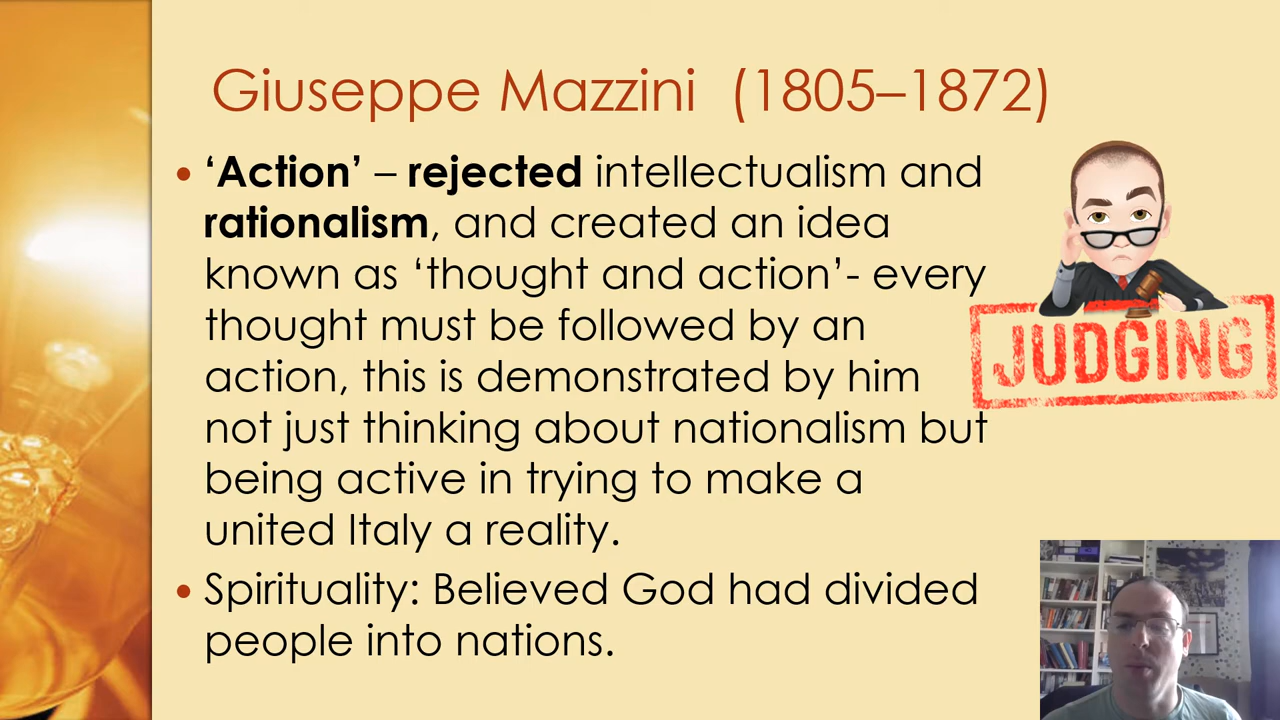 Giuseppe Mazzini (1805–1872)
• ‘Action’ – rejected intellectualism and
rationalism, and created an idea
known as ‘thought and action’- every
thought must be followed by an
action, this is demonstrated by him
not just thinking about nationalism but
being active in trying to make a
united Italy a reality.
• Spirituality: Believed God had divided
people into nations.
JUDGING